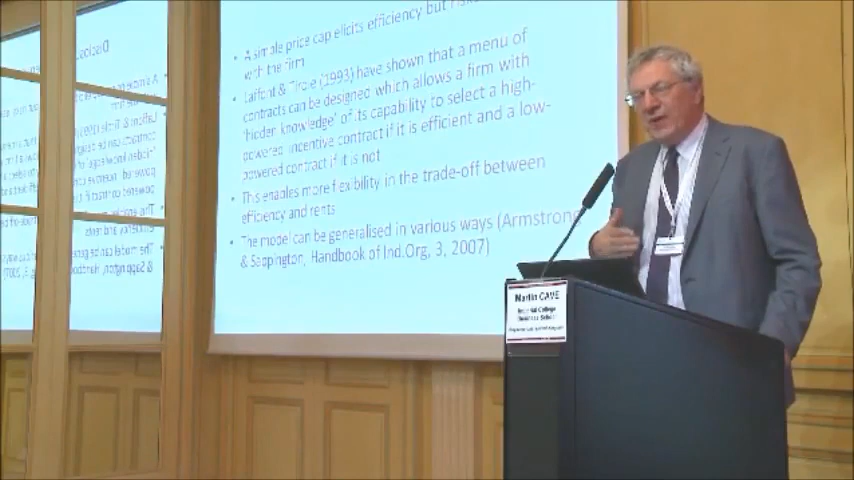 • A simple price cap elicits efficiency but
with the firm
• Laffont & Tirole (1993) have shown that a menu of
contracts can be designed which allows a firm with
'hidden knowledge' of its capability to select a high-
powered incentive contract if it is efficient and a low-
powered contract if it is not
• This enables more flexibility in the trade-off between
efficiency and rents
• The model can be generalised in various ways (Armstrong
& Sappington, Handbook of Ind.Org, 3, 2007)
Martin CAVE
Imperial College
Business School